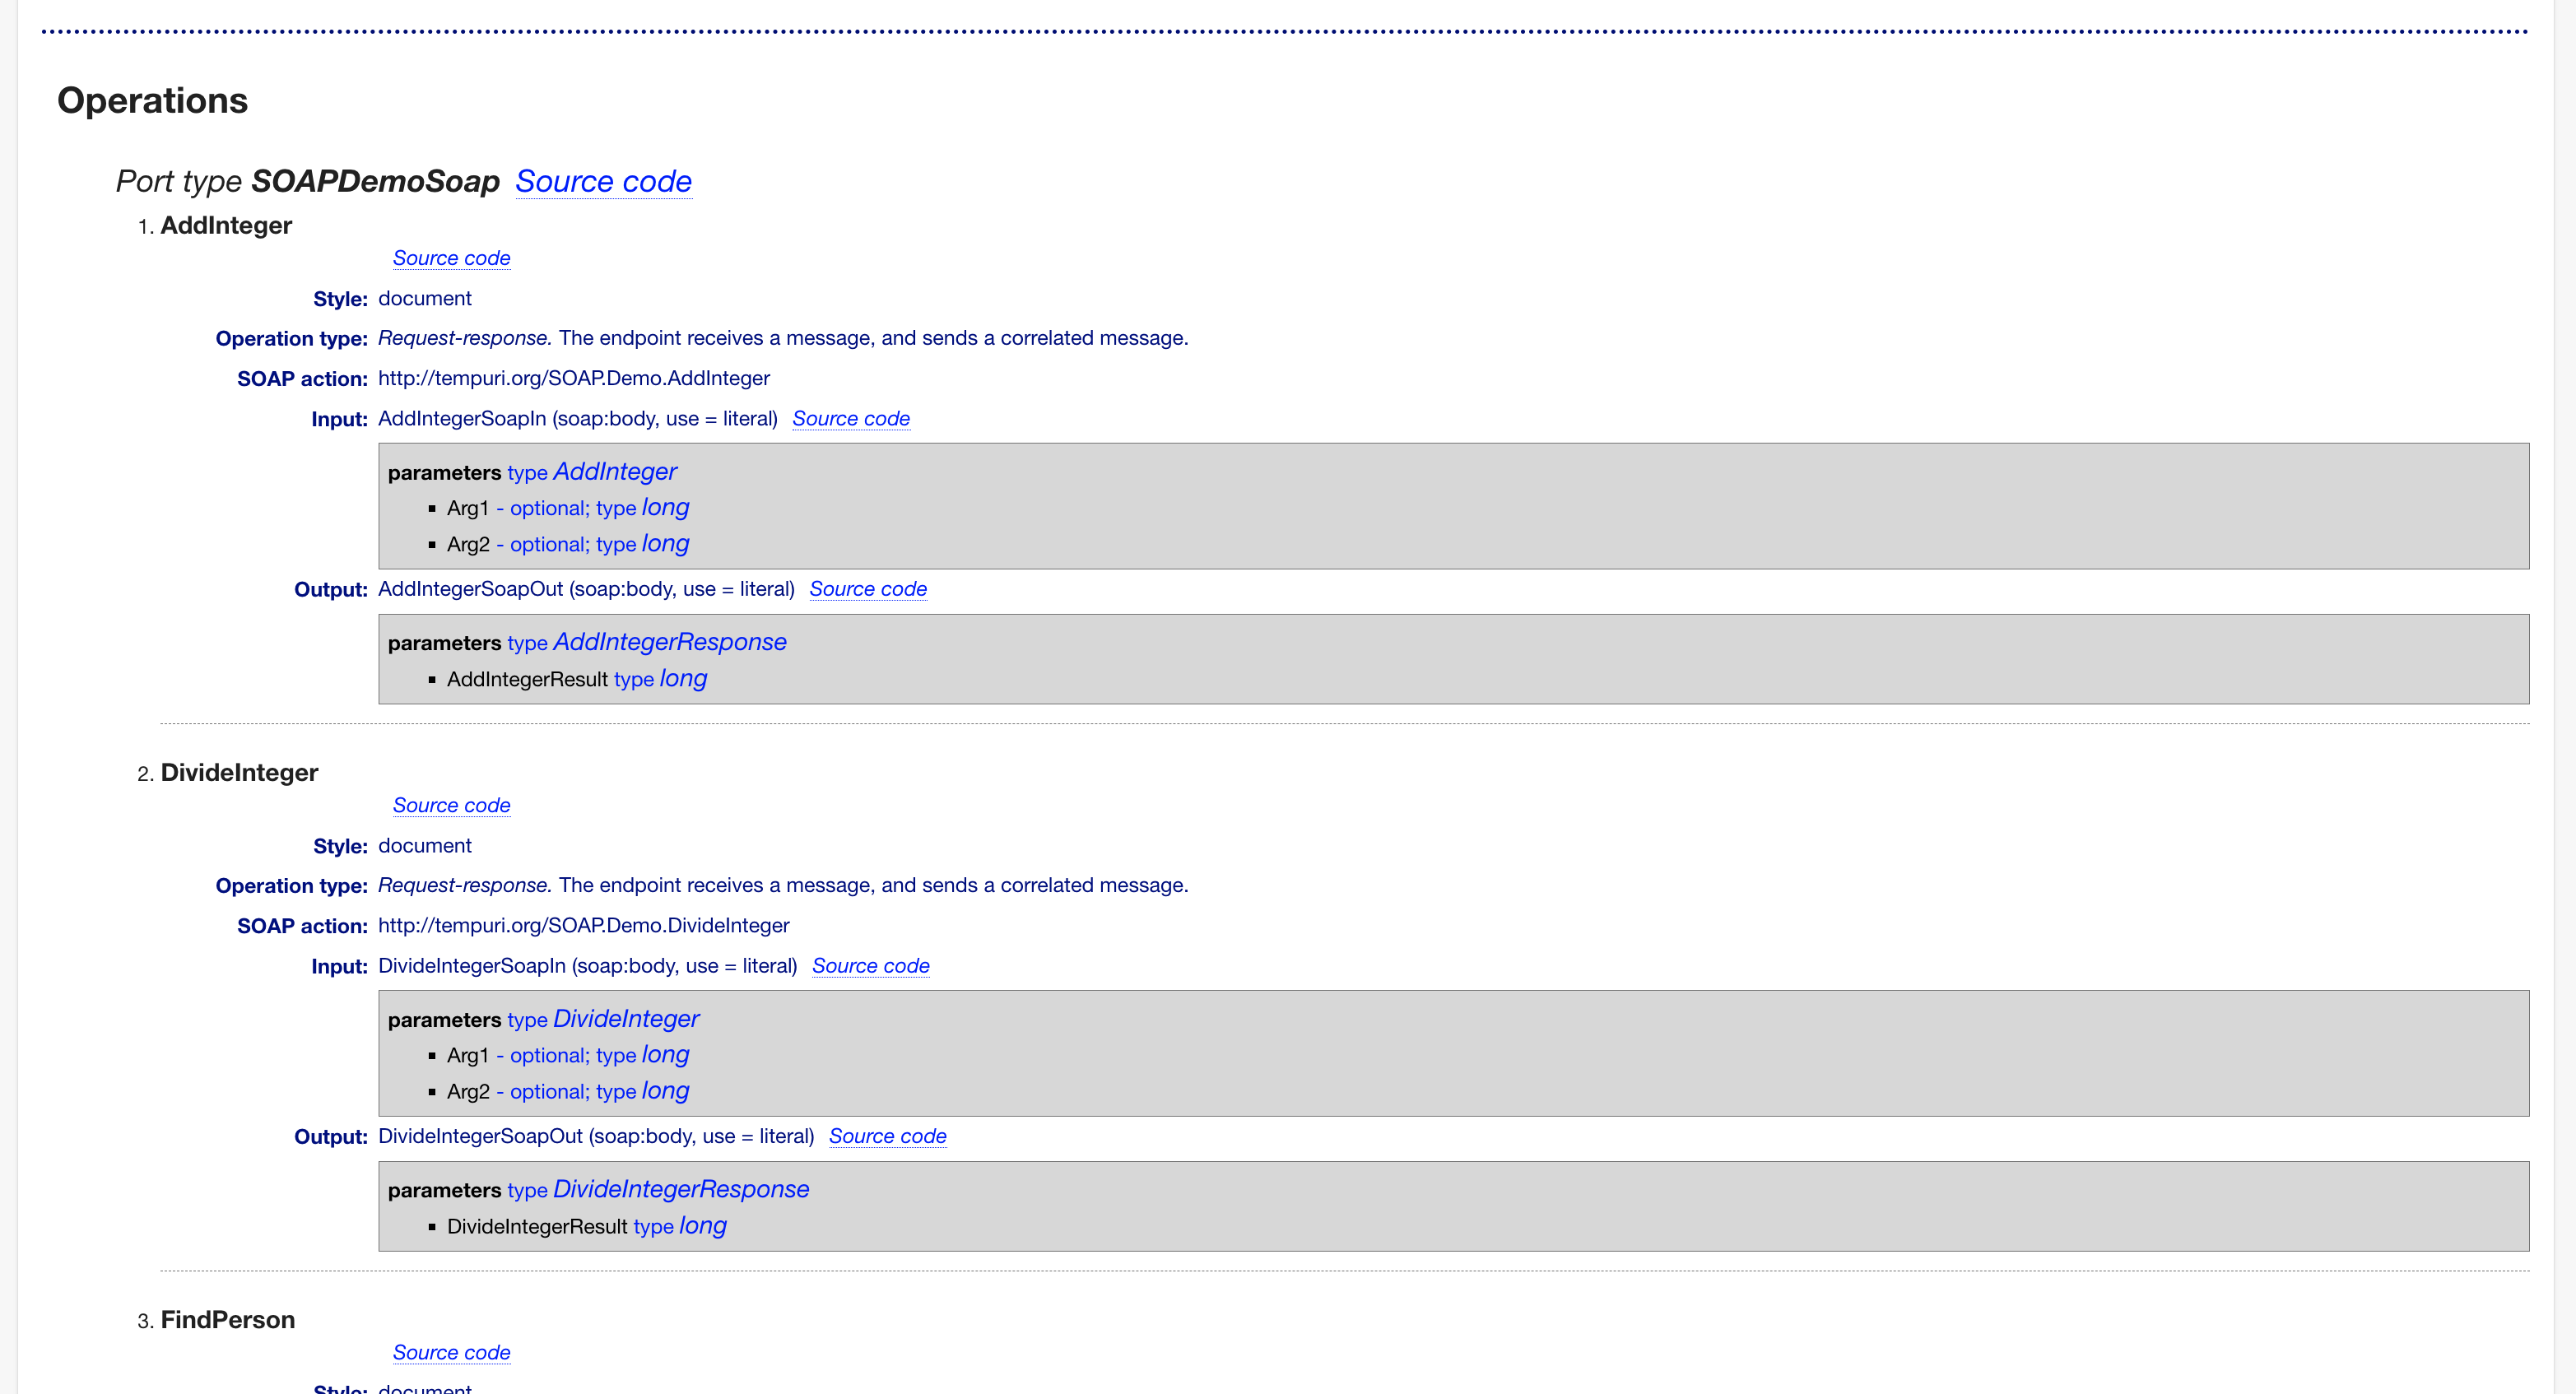 Operations
Port type SOAPDemoSoap Source code
1. AddInteger
Source code
Style: document
Operation type: Request-response. The endpoint receives a message, and sends a correlated message.
SOAP action: http://tempuri.org/SOAP.Demo.AddInteger
Input: AddIntegerSoapIn (soap:body, use = literal) Source code
parameters type AddInteger
▪ Arg1 - optional; type long
▪ Arg2 - optional; type long
Output: AddIntegerSoapOut (soap:body, use = literal) Source code
parameters type AddIntegerResponse
▪ AddIntegerResult type long
2. DivideInteger
Source code
Style: document
Operation type: Request-response. The endpoint receives a message, and sends a correlated message.
SOAP action: http://tempuri.org/SOAP.Demo.DivideInteger
Input: DivideIntegerSoapIn (soap:body, use = literal) Source code
parameters type DivideInteger
▪ Arg1 - optional; type long
▪ Arg2 - optional; type long
Output: DivideIntegerSoapOut (soap:body, use = literal) Source code
parameters type DivideIntegerResponse
▪ DivideIntegerResult type long
3. FindPerson
Source code
Style: document